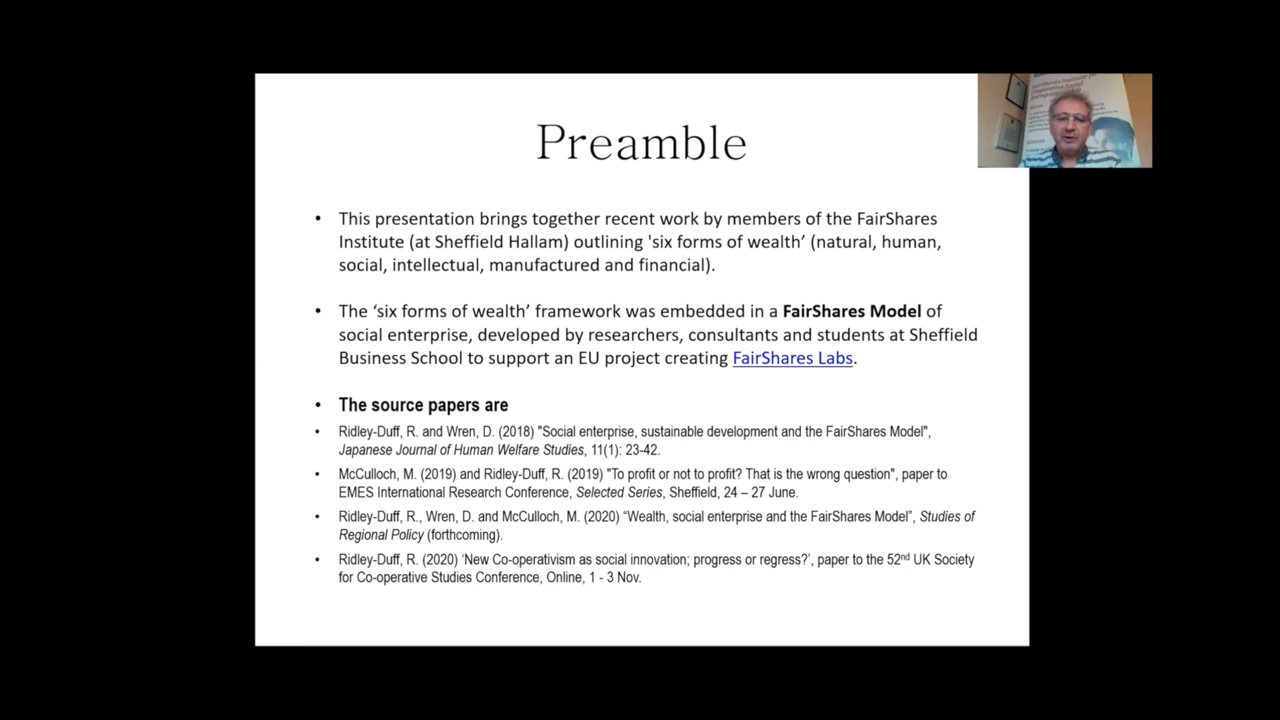 Preamble
• This presentation brings together recent work by members of the FairShares
Institute (at Sheffield Hallam) outlining 'six forms of wealth’ (natural, human,
social, intellectual, manufactured and financial).
• The ‘six forms of wealth’ framework was embedded in a FairShares Model of
social enterprise, developed by researchers, consultants and students at Sheffield
Business School to support an EU project creating FairShares Labs.
• The source papers are
• Ridley-Duff, R. and Wren, D. (2018) "Social enterprise, sustainable development and the FairShares Model",
Japanese Journal of Human Welfare Studies, 11(1): 23-42.
• McCulloch, M. (2019) and Ridley-Duff, R. (2019) "To profit or not to profit? That is the wrong question", paper to
EMES International Research Conference, Selected Series, Sheffield, 24 – 27 June.
• Ridley-Duff, R., Wren, D. and McCulloch, M. (2020) “Wealth, social enterprise and the FairShares Model”, Studies of
Regional Policy (forthcoming).
• Ridley-Duff, R. (2020) ‘New Co-operativism as social innovation; progress or regress?’, paper to the 52nd UK Society
for Co-operative Studies Conference, Online, 1 - 3 Nov.